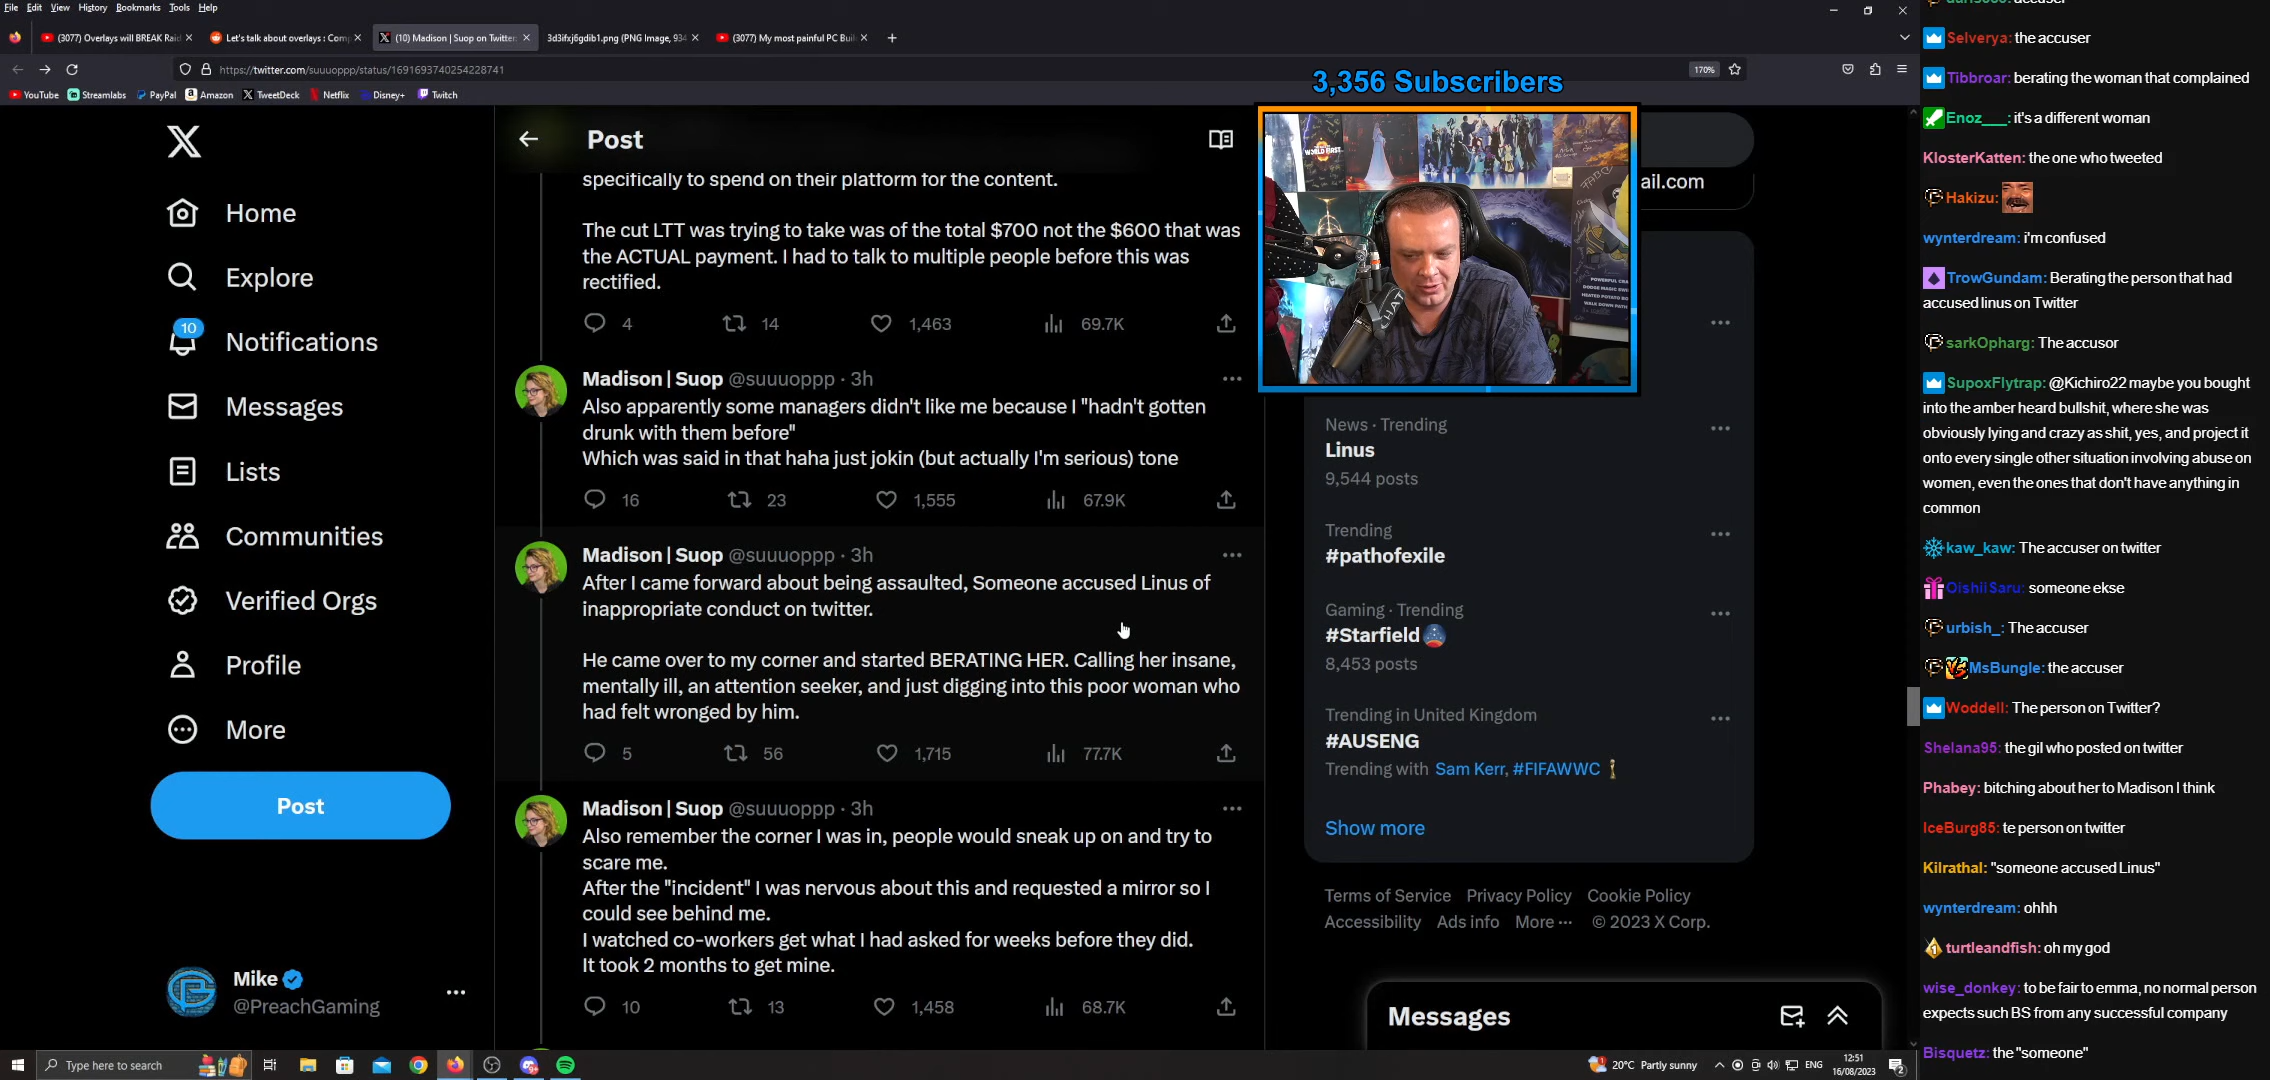 File Edit View History Bookmarks Tools Help
(3077) Overlays will BREAK Raid
Let's talk about overlays : Comp
(10) Madison | Suop on Twitter:
3d3ifxj6gdib1.png (PNG Image, 934
(3077) My most painful PC Buil
https://twitter.com/suuuoppp/status/1691693740254228741
170%
YouTube Streamlabs PayPal Amazon TweetDeck Netflix Disney+ Twitch
3,356 Subscribers
Home
Explore
10
Notifications
Messages
Lists
Communities
Verified Orgs
Profile
More
Post
Mike
@PreachGaming
Post
specifically to spend on their platform for the content.
The cut LTT was trying to take was of the total $700 not the $600 that was
the ACTUAL payment. I had to talk to multiple people before this was
rectified.
4 14 1,463 69.7K
Madison | Suop @suuuoppp · 3h
Also apparently some managers didn't like me because I "hadn't gotten
drunk with them before"
Which was said in that haha just jokin (but actually I'm serious) tone
16 23 1,555 67.9K
Madison | Suop @suuuoppp · 3h
After I came forward about being assaulted, Someone accused Linus of
inappropriate conduct on twitter.
He came over to my corner and started BERATING HER. Calling her insane,
mentally ill, an attention seeker, and just digging into this poor woman who
had felt wronged by him.
5 56 1,715 77.7K
Madison | Suop @suuuoppp · 3h
Also remember the corner I was in, people would sneak up on and try to
scare me.
After the "incident" I was nervous about this and requested a mirror so I
could see behind me.
I watched co-workers get what I had asked for weeks before they did.
It took 2 months to get mine.
10 13 1,458 68.7K
WORLD FIRST
CHAT
ail.com
News · Trending
Linus
9,544 posts
Trending
#pathofexile
Gaming · Trending
#Starfield
8,453 posts
Trending in United Kingdom
#AUSENG
Trending with Sam Kerr, #FIFAWWC
Show more
Terms of Service Privacy Policy Cookie Policy
Accessibility Ads info More ··· © 2023 X Corp.
Messages
Selverya: the accuser
Tibbroar: berating the woman that complained
Enoz___: it's a different woman
KlosterKatten: the one who tweeted
Hakizu:
wynterdream: i'm confused
TrowGundam: Berating the person that had
accused linus on Twitter
sarkOpharg: The accusor
SupoxFlytrap: @Kichiro22 maybe you bought
into the amber heard bullshit, where she was
obviously lying and crazy as shit, yes, and project it
onto every single other situation involving abuse on
women, even the ones that don't have anything in
common
kaw_kaw: The accuser on twitter
OishiiSaru: someone ekse
urbish_: The accuser
MsBungle: the accuser
Woddell: The person on Twitter?
Shelana95: the gil who posted on twitter
Phabey: bitching about her to Madison I think
IceBurg85: te person on twitter
Kilrathal: "someone accused Linus"
wynterdream: ohhh
turtleandfish: oh my god
wise_donkey: to be fair to emma, no normal person
expects such BS from any successful company
Bisquetz: the "someone"
Type here to search
20°C Partly sunny
ENG
12:51
16/08/2023
2